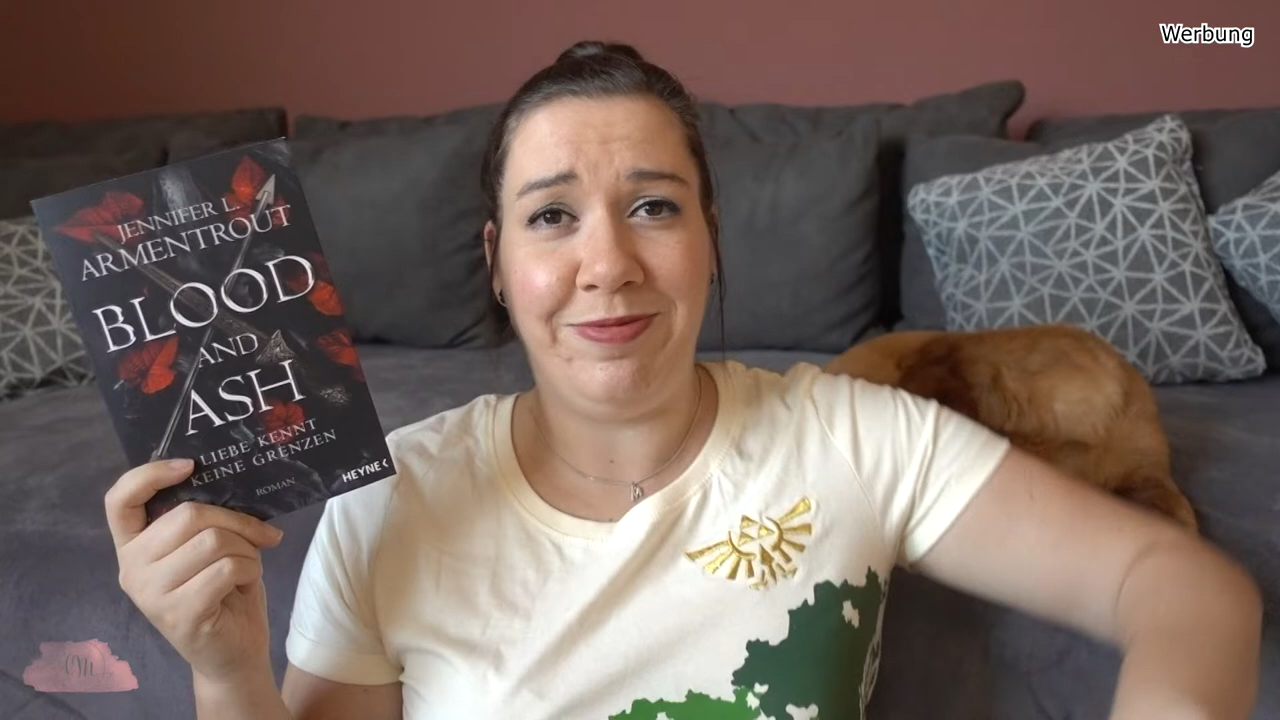 Werbung
JENNIFER L.
ARMENTROUT
BLOOD
AND
ASH
LIEBE KENNT
KEINE GRENZEN
ROMAN
HEYNE
(M)